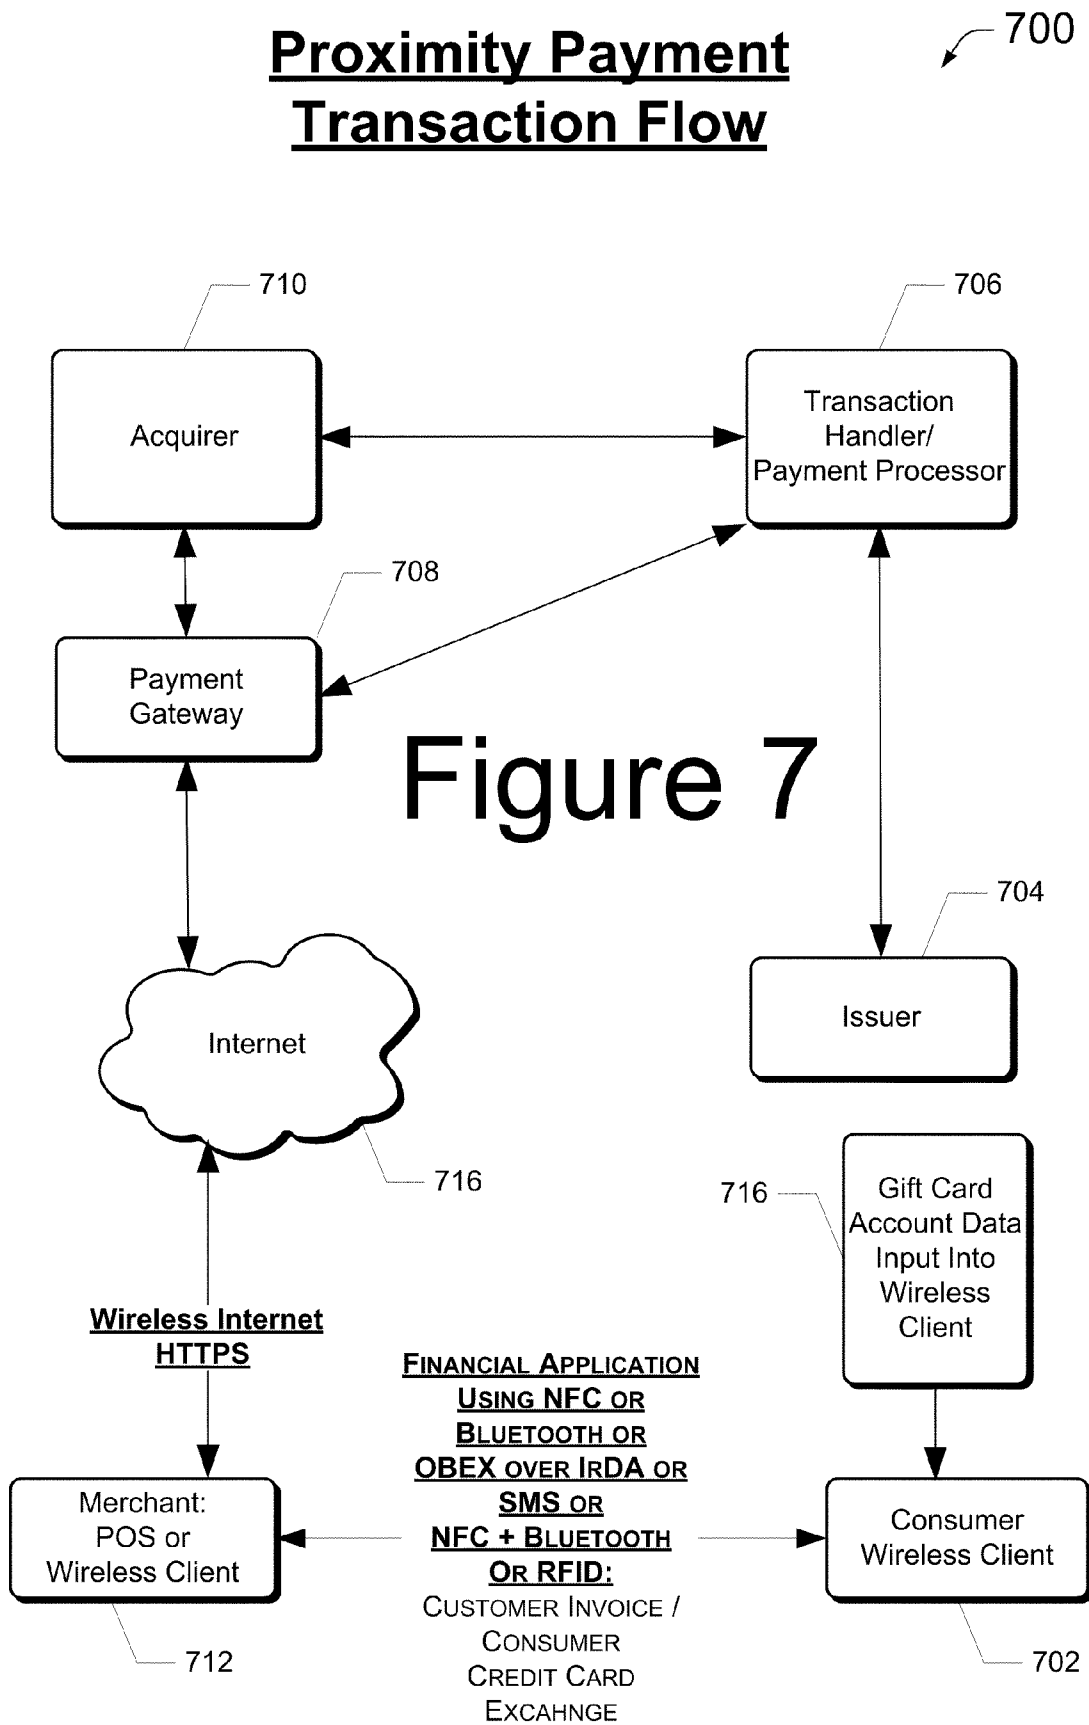 700
Proximity Payment
Transaction Flow
710
706
Acquirer
Transaction
Handler/
Payment Processor
708
Payment
Gateway
Figure 7
704
Issuer
Internet
716
716
Gift Card
Account Data
Input Into
Wireless
Client
Wireless Internet
HTTPS
FINANCIAL APPLICATION
USING NFC OR
BLUETOOTH OR
OBEX OVER IRDA OR
SMS OR
NFC + BLUETOOTH
OR RFID:
CUSTOMER INVOICE /
CONSUMER
CREDIT CARD
EXCAHNGE
Merchant:
POS or
Wireless Client
Consumer
Wireless Client
712
702